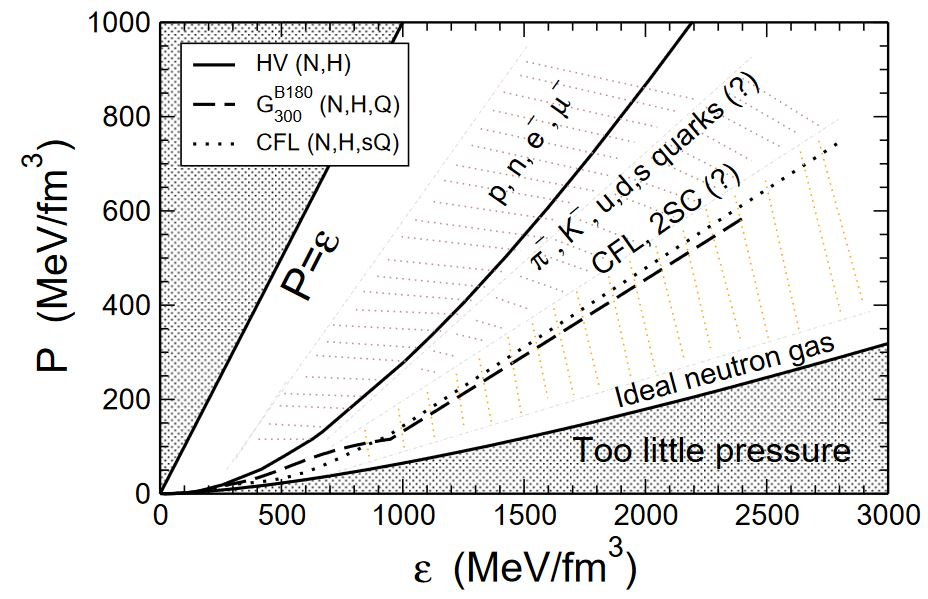 1000
800
600
400
200
0
P (MeV/fm³)
HV (N,H)
G₃₀₀ᴮ¹⁸⁰ (N,H,Q)
CFL (N,H,sQ)
P=ε
p, n, e⁻, μ⁻
π⁻, K⁻, u,d,s quarks (?)
CFL, 2SC (?)
Ideal neutron gas
Too little pressure
0 500 1000 1500 2000 2500 3000
ε (MeV/fm³)